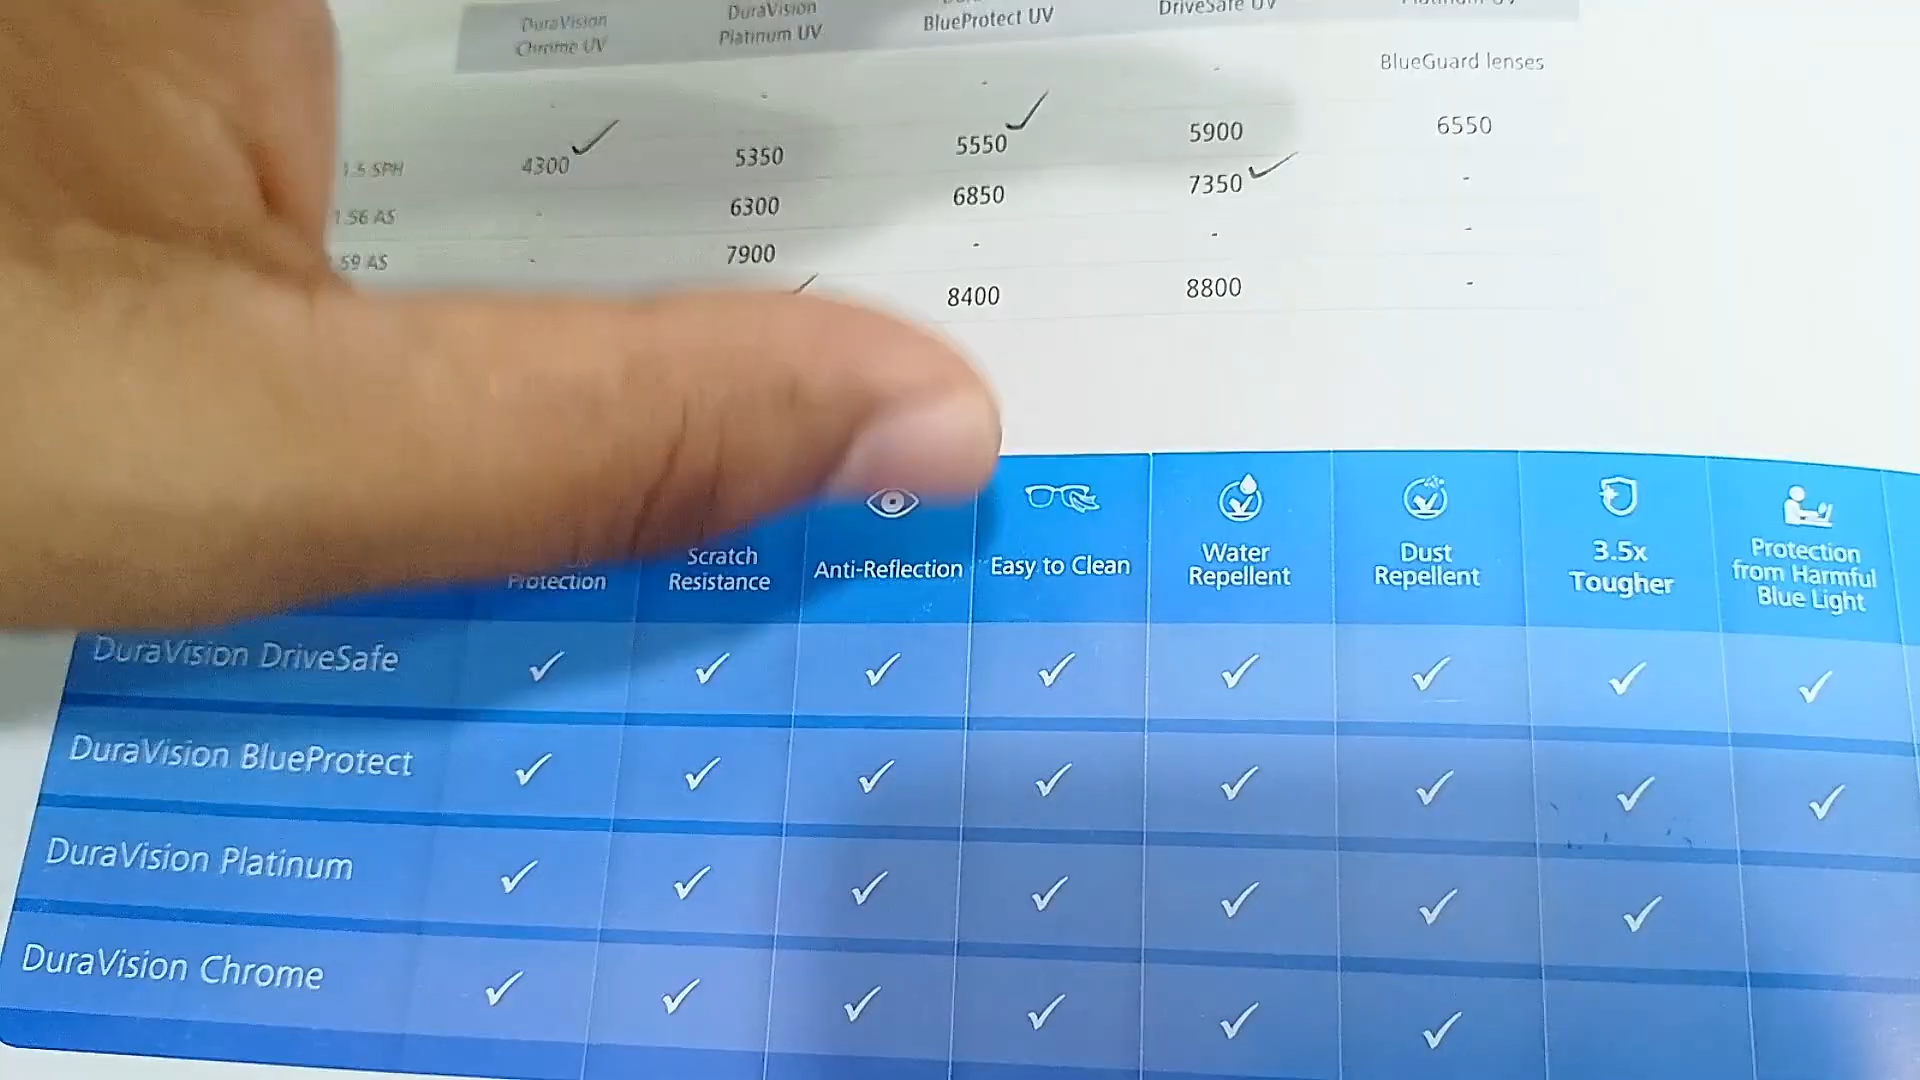 DuraVision
Chrome UV
DuraVision
Platinum UV
BlueProtect UV
DriveSafe UV
BlueGuard lenses
- - - -
1.5 SPH 4300 5350 5550 5900 6550
1.56 AS - 6300 6850 7350 -
.59 AS - 7900 - - -
8400 8800 -
Protection
Scratch
Resistance
Anti-Reflection
Easy to Clean
Water
Repellent
Dust
Repellent
3.5x
Tougher
Protection
from Harmful
Blue Light
DuraVision DriveSafe ✓ ✓ ✓ ✓ ✓ ✓ ✓ ✓
DuraVision BlueProtect ✓ ✓ ✓ ✓ ✓ ✓ ✓ ✓
DuraVision Platinum ✓ ✓ ✓ ✓ ✓ ✓ ✓
DuraVision Chrome ✓ ✓ ✓ ✓ ✓ ✓